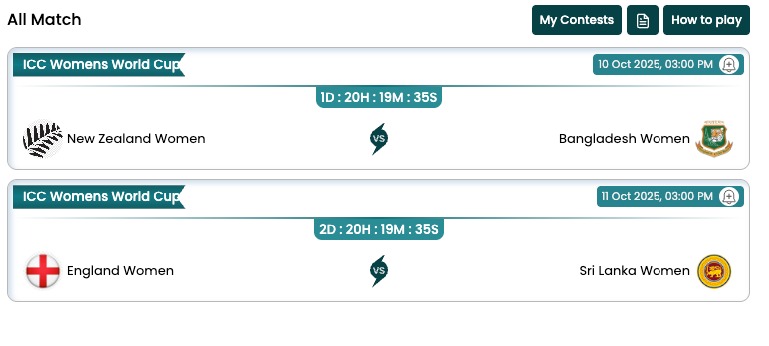 All Match
My Contests
How to play
ICC Womens World Cup
10 Oct 2025, 03:00 PM
1D : 20H : 19M : 35S
New Zealand Women
VS
Bangladesh Women
ICC Womens World Cup
11 Oct 2025, 03:00 PM
2D : 20H : 19M : 35S
England Women
VS
Sri Lanka Women